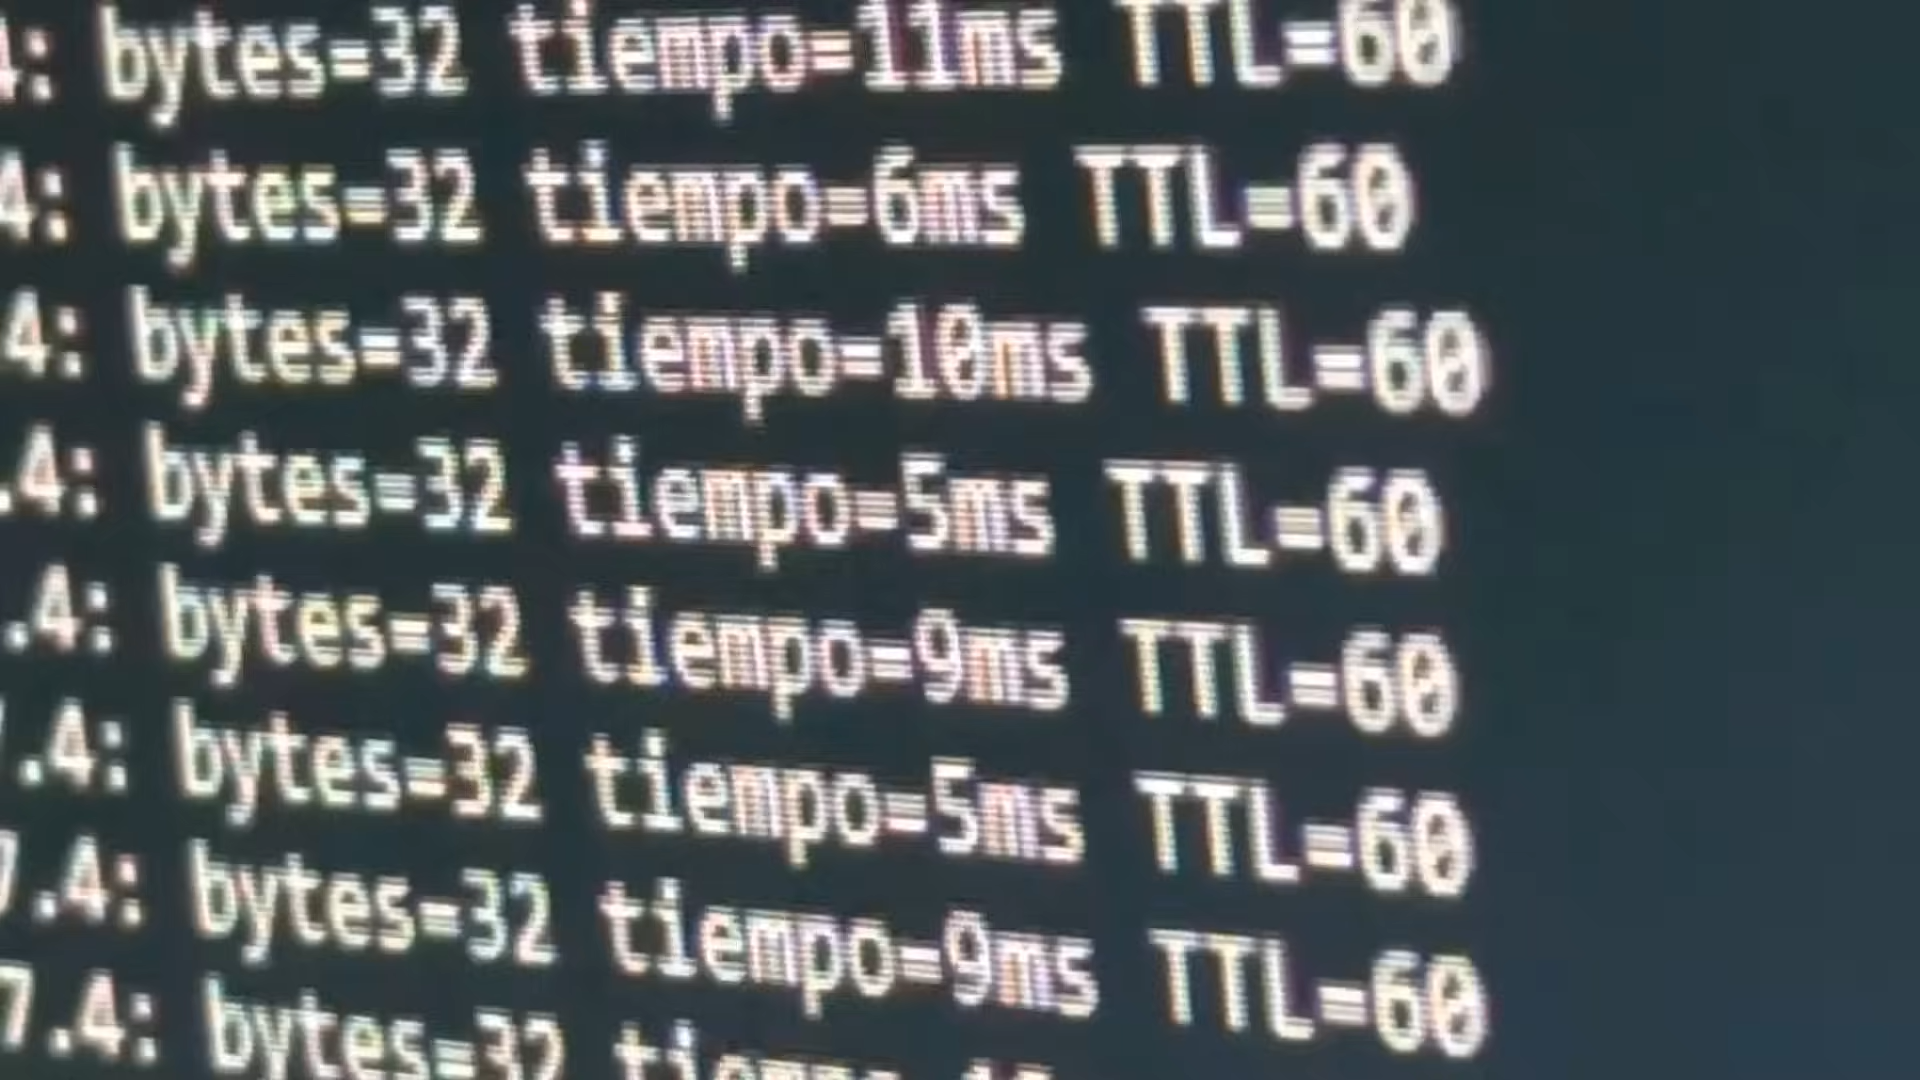 4: bytes=32 tiempo=11ms TTL=60
4: bytes=32 tiempo=6ms TTL=60
4: bytes=32 tiempo=10ms TTL=60
.4: bytes=32 tiempo=5ms TTL=60
.4: bytes=32 tiempo=9ms TTL=60
.4: bytes=32 tiempo=5ms TTL=60
7.4: bytes=32 tiempo=9ms TTL=60
7.4: bytes=32